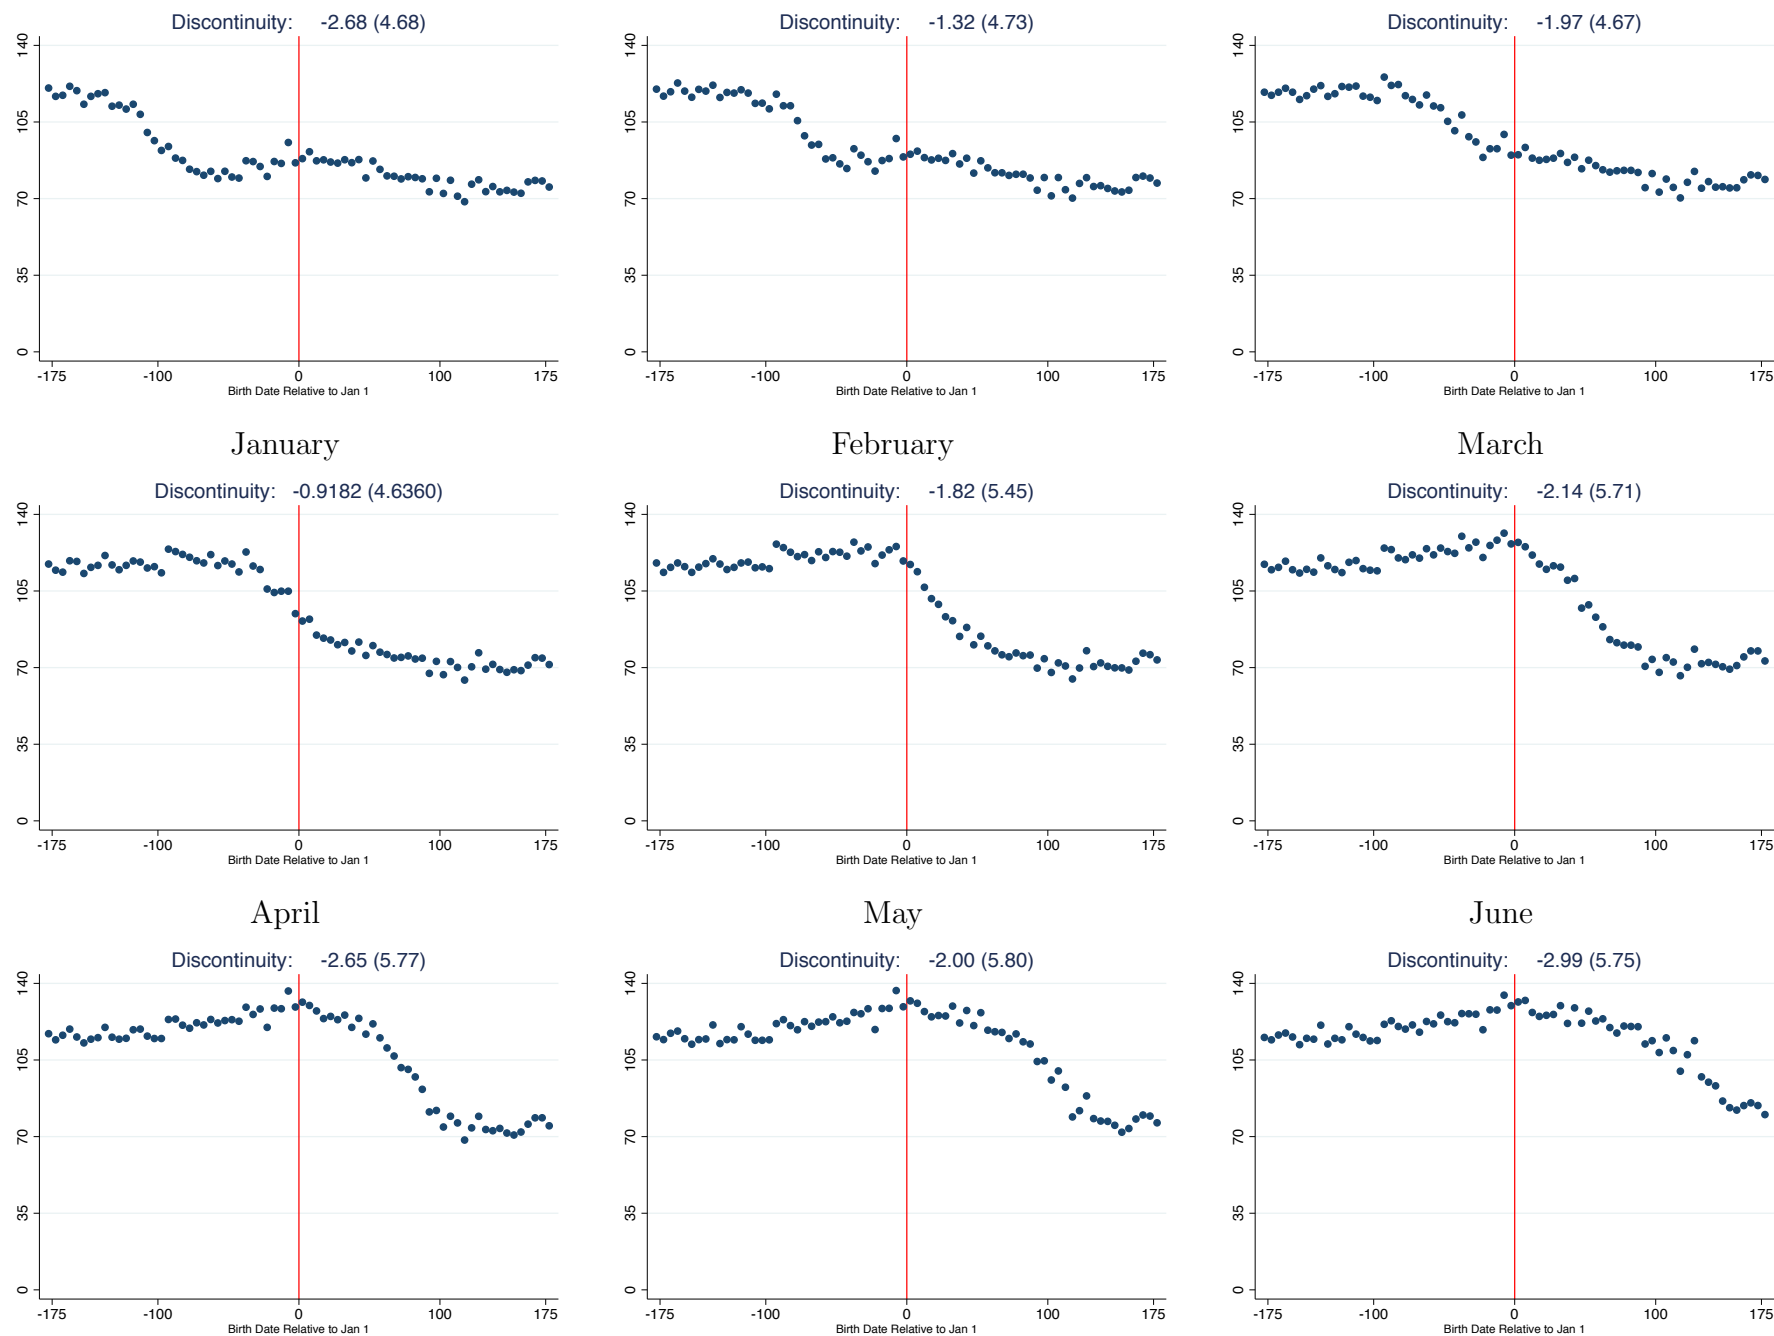 Discontinuity: -2.68 (4.68) Discontinuity: -1.32 (4.73) Discontinuity: -1.97 (4.67)
140 140 140
105 105 105
70 70 70
35 35 35
0 0 0
-175 -100 0 100 175 -175 -100 0 100 175 -175 -100 0 100 175
Birth Date Relative to Jan 1 Birth Date Relative to Jan 1 Birth Date Relative to Jan 1
January February March
Discontinuity: -0.9182 (4.6360) Discontinuity: -1.82 (5.45) Discontinuity: -2.14 (5.71)
140 140 140
105 105 105
70 70 70
35 35 35
0 0 0
-175 -100 0 100 175 -175 -100 0 100 175 -175 -100 0 100 175
Birth Date Relative to Jan 1 Birth Date Relative to Jan 1 Birth Date Relative to Jan 1
April May June
Discontinuity: -2.65 (5.77) Discontinuity: -2.00 (5.80) Discontinuity: -2.99 (5.75)
140 140 140
105 105 105
70 70 70
35 35 35
0 0 0
-175 -100 0 100 175 -175 -100 0 100 175 -175 -100 0 100 175
Birth Date Relative to Jan 1 Birth Date Relative to Jan 1 Birth Date Relative to Jan 1